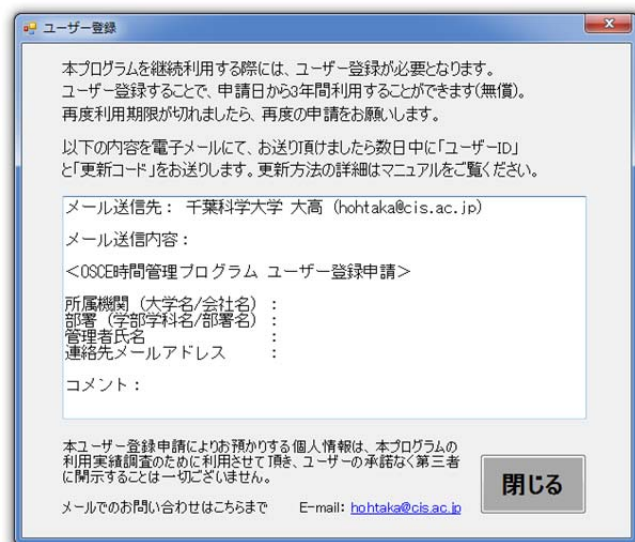 ユーザー登録
本プログラムを継続利用する際には、ユーザー登録が必要となります。
ユーザー登録することで、申請日から3年間利用することができます(無償)。
再度利用期限が切れましたら、再度の申請をお願いします。
以下の内容を電子メールにて、お送り頂けましたら数日中に「ユーザーID」
と「更新コード」をお送りします。更新方法の詳細はマニュアルをご覧ください。
メール送信先： 千葉科学大学 大高 (hohtaka@cis.ac.jp)
メール送信内容：
＜OSCE時間管理プログラム ユーザー登録申請＞
所属機関 (大学名/会社名) ：
部署 (学部学科名/部署名) ：
管理者氏名 ：
連絡先メールアドレス ：
コメント：
本ユーザー登録申請によりお預かりする個人情報は、本プログラムの
利用実績調査のために利用させて頂き、ユーザーの承諾なく第三者
に開示することは一切ございません。
メールでのお問い合わせはこちらまで E-mail: hohtaka@cis.ac.jp
閉じる